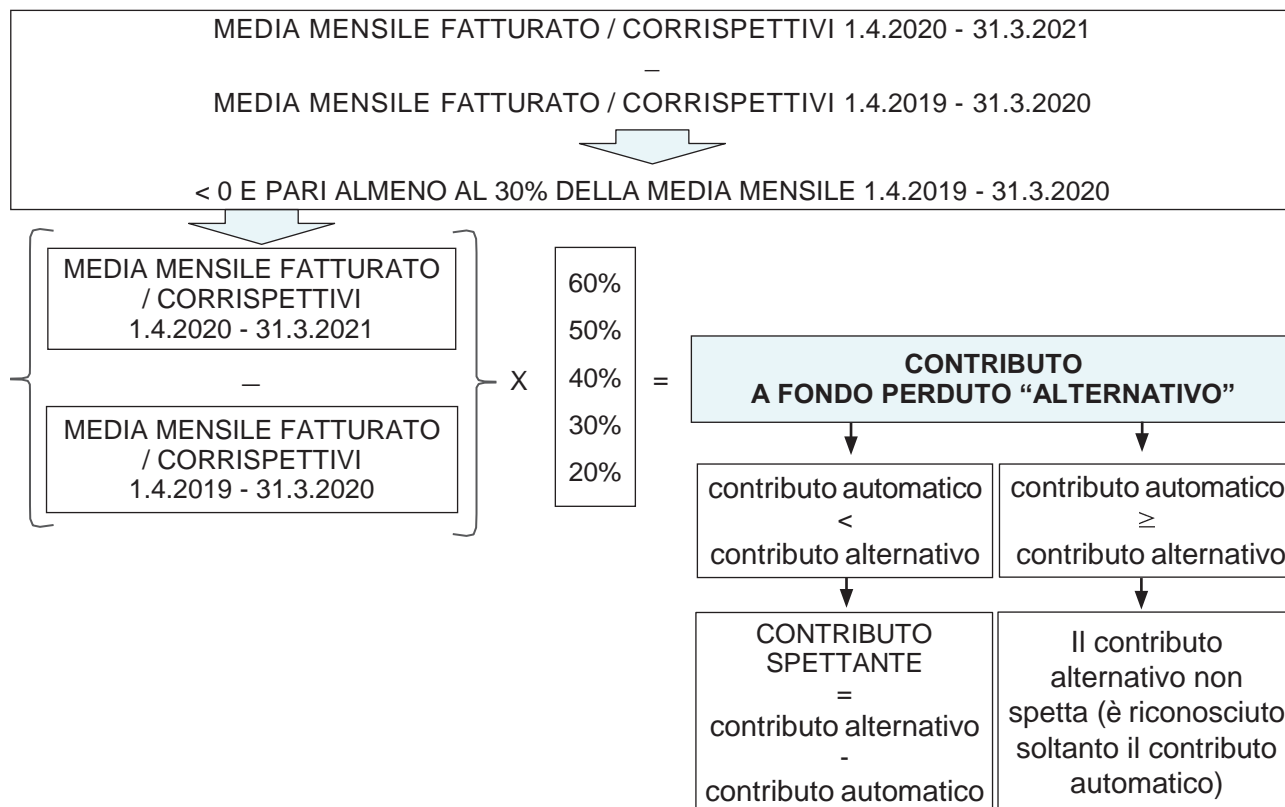 MEDIA MENSILE FATTURATO / CORRISPETTIVI 1.4.2020 - 31.3.2021
–
MEDIA MENSILE FATTURATO / CORRISPETTIVI 1.4.2019 - 31.3.2020
< 0 E PARI ALMENO AL 30% DELLA MEDIA MENSILE 1.4.2019 - 31.3.2020
MEDIA MENSILE FATTURATO
/ CORRISPETTIVI
1.4.2020 - 31.3.2021
–
MEDIA MENSILE FATTURATO
/ CORRISPETTIVI
1.4.2019 - 31.3.2020
X
60%
50%
40%
30%
20%
=
CONTRIBUTO
A FONDO PERDUTO “ALTERNATIVO”
contributo automatico
<
contributo alternativo
CONTRIBUTO
SPETTANTE
=
contributo alternativo
-
contributo automatico
contributo automatico
≥
contributo alternativo
Il contributo
alternativo non
spetta (è riconosciuto
soltanto il contributo
automatico)